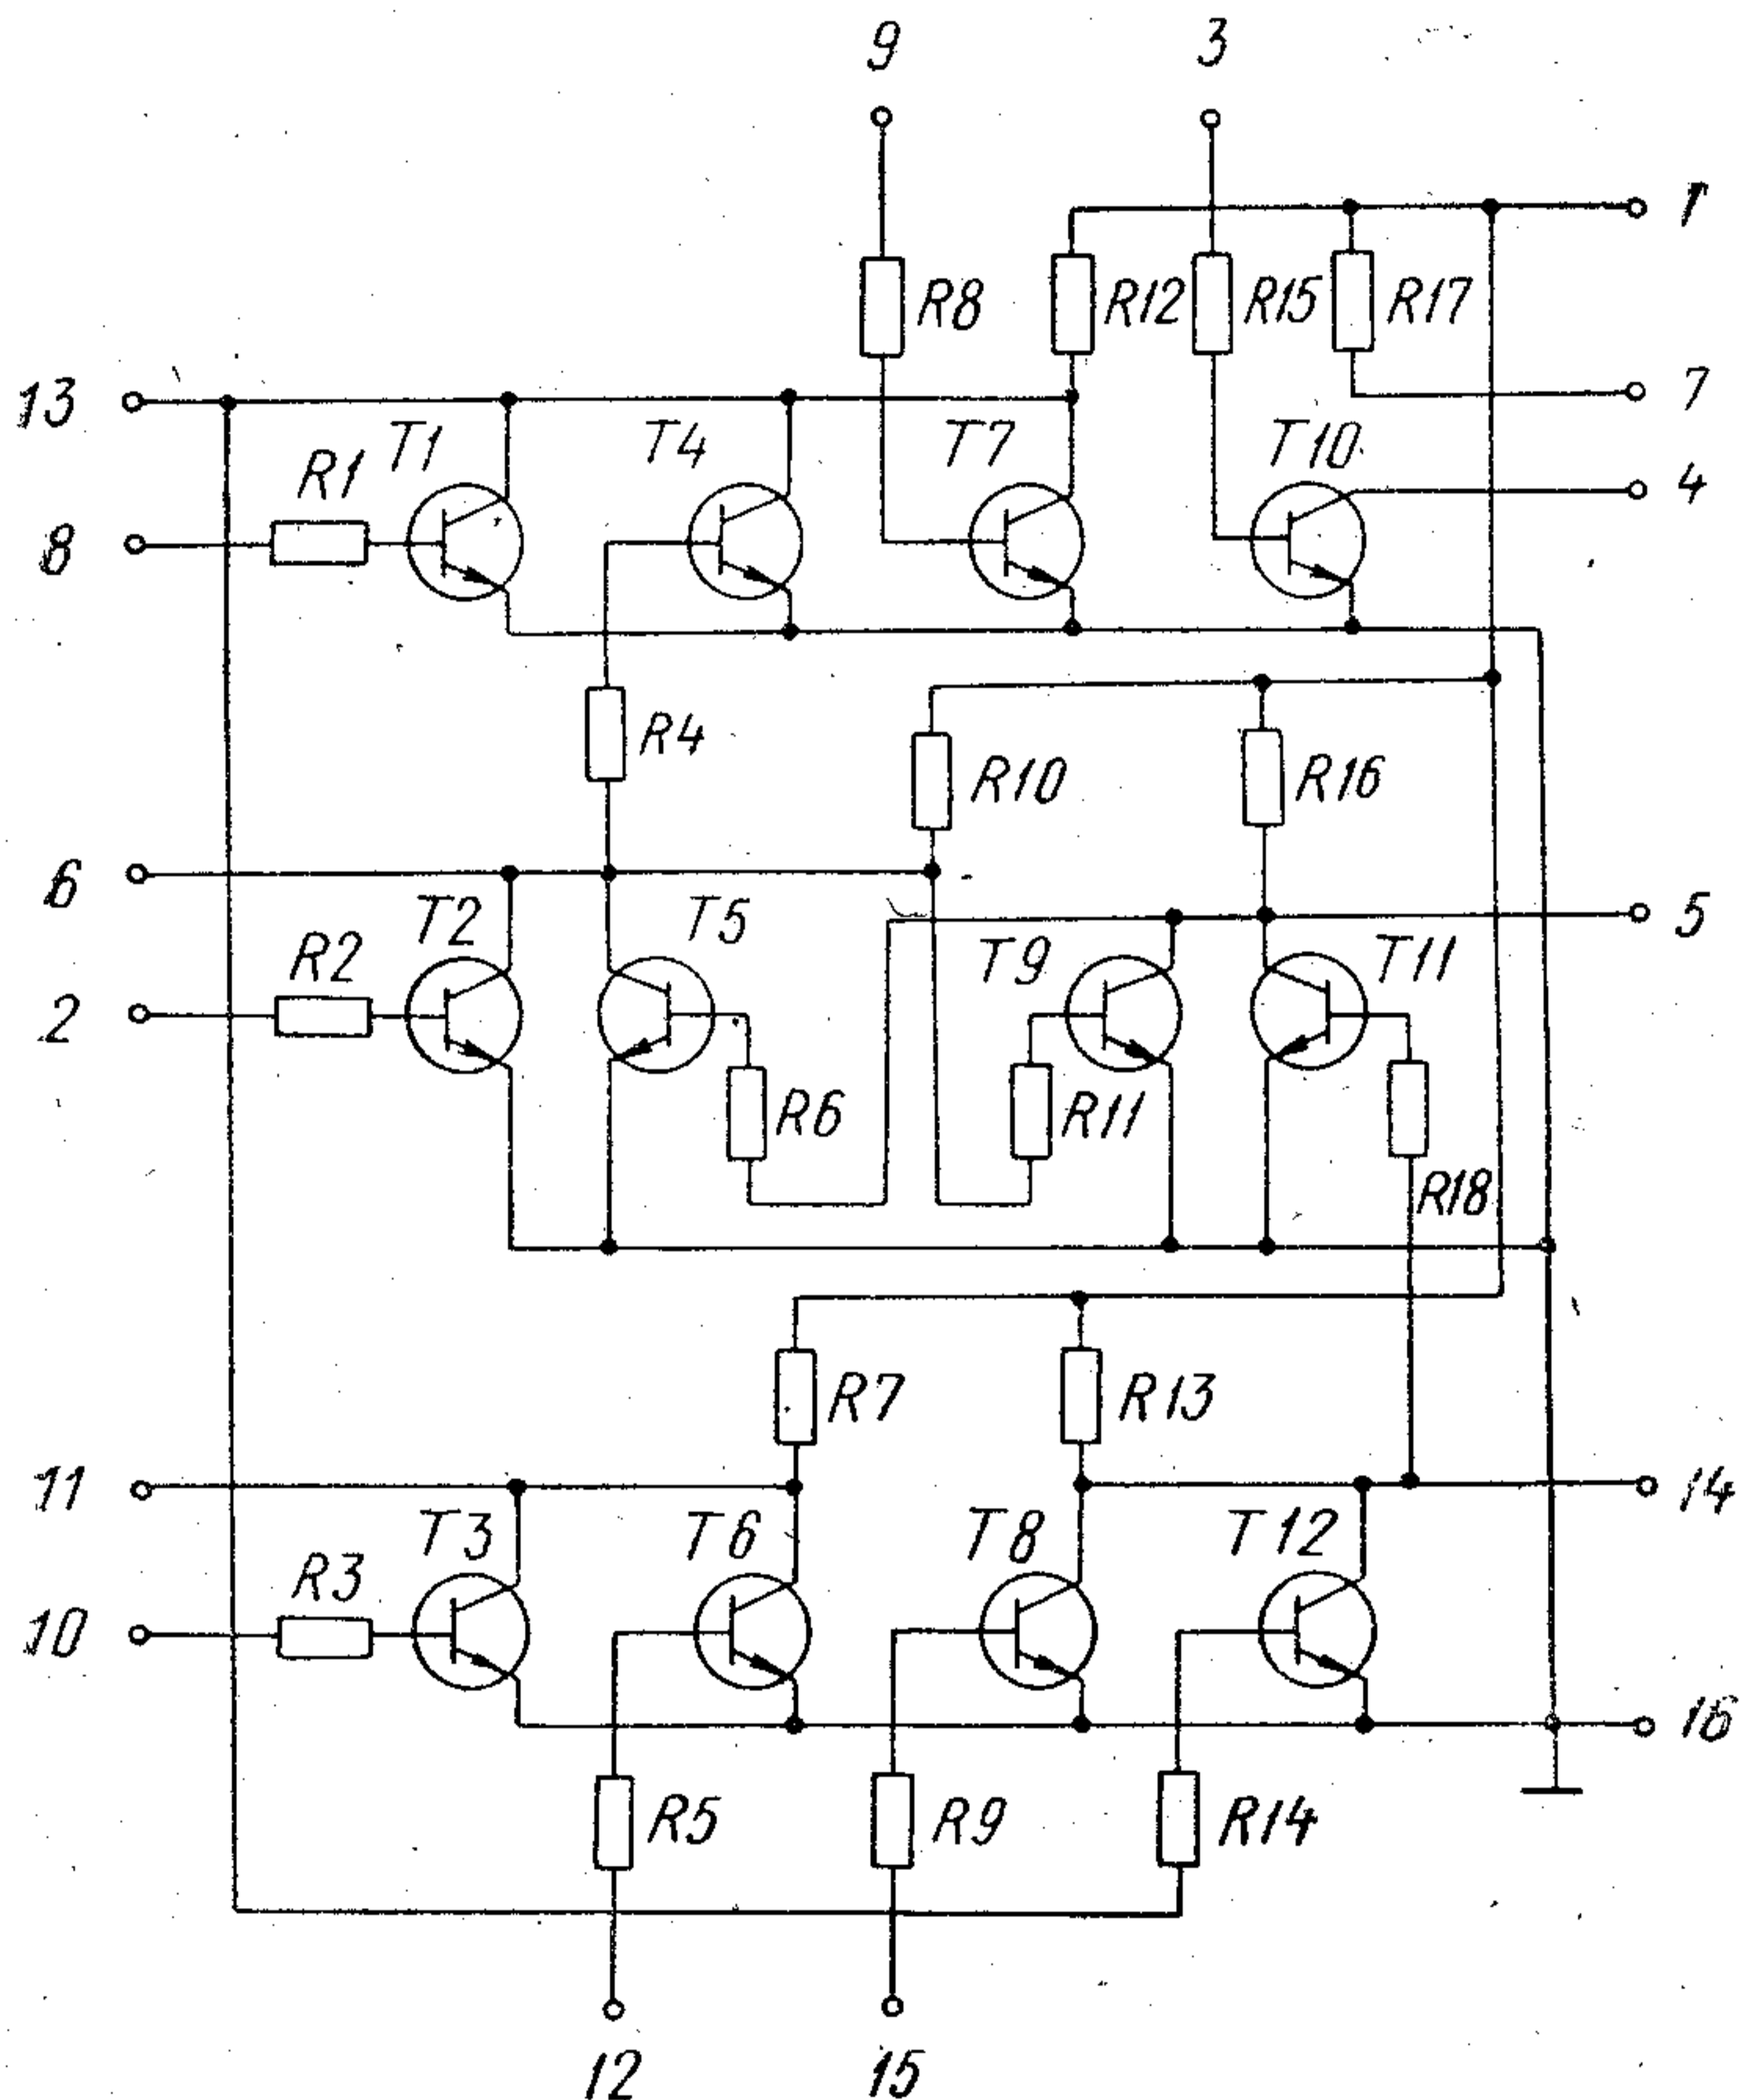 9 3
1
R8 R12 R15 R17
13 7
T1 T4 T7 T10
R1 4
8
R4 R10 R16
6 T2 T5 T9 T11 5
R2
2
R6 R11 R18
R7 R13
11 14
T3 T6 T8 T12
R3
10
16
R5 R9 R14
12 15